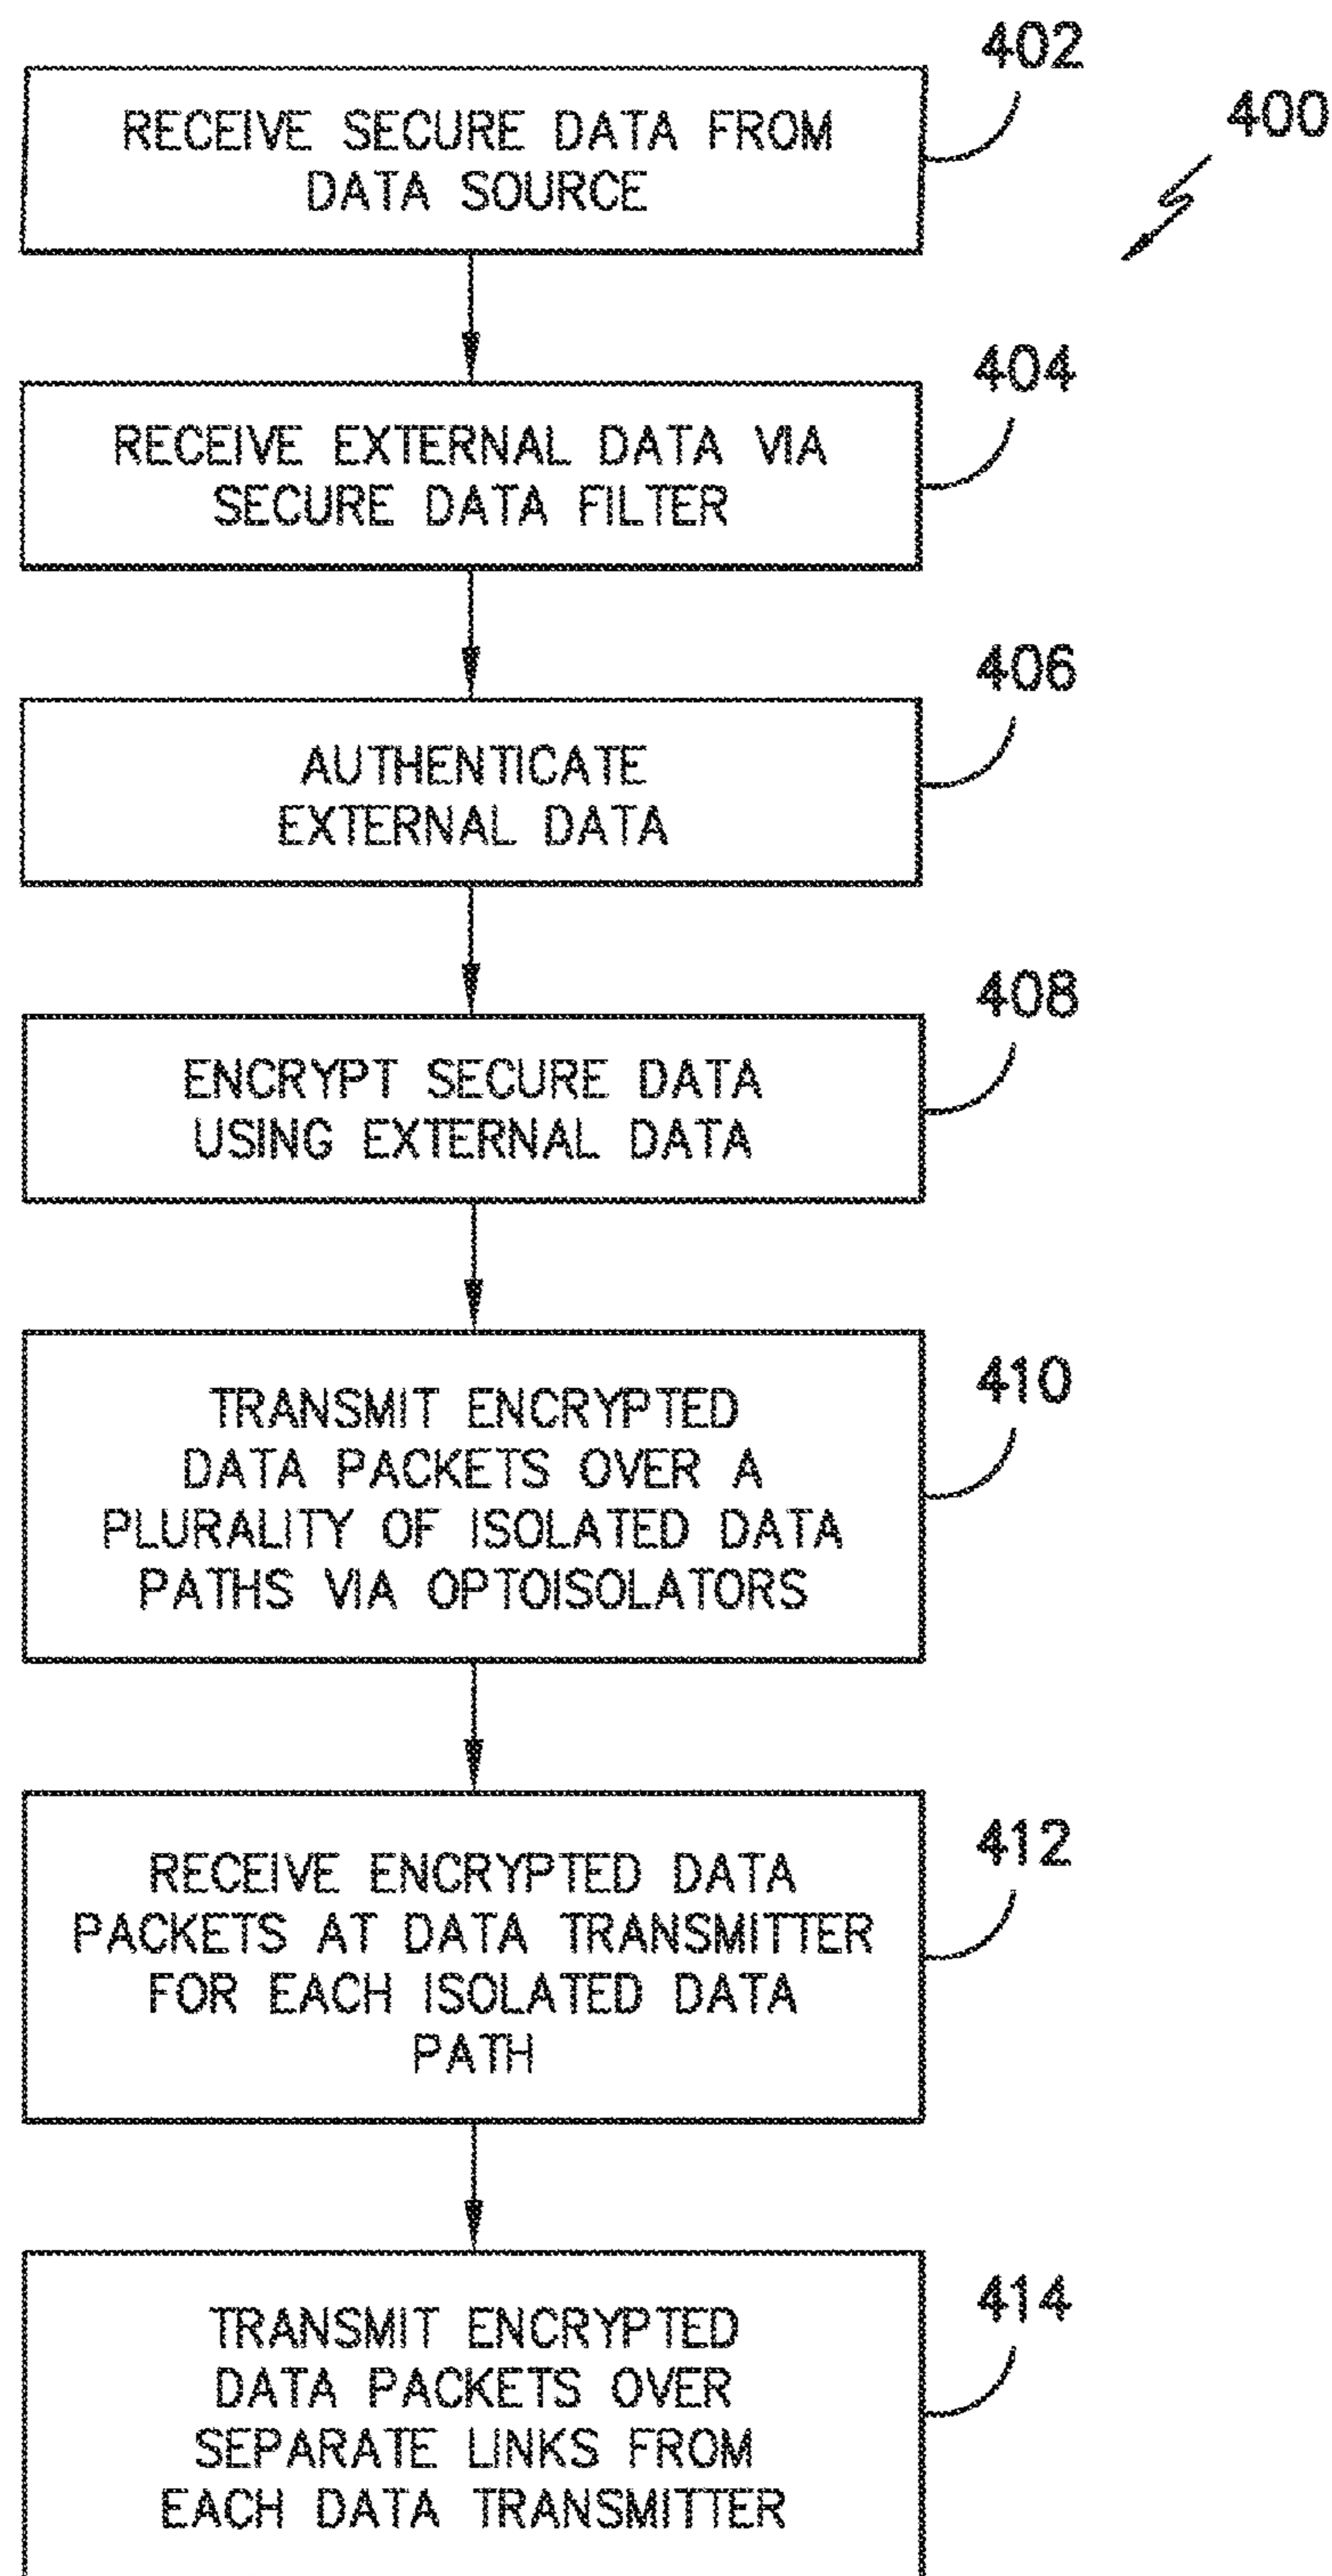 402
400
RECEIVE SECURE DATA FROM
DATA SOURCE
404
RECEIVE EXTERNAL DATA VIA
SECURE DATA FILTER
406
AUTHENTICATE
EXTERNAL DATA
408
ENCRYPT SECURE DATA
USING EXTERNAL DATA
410
TRANSMIT ENCRYPTED
DATA PACKETS OVER A
PLURALITY OF ISOLATED DATA
PATHS VIA OPTOISOLATORS
412
RECEIVE ENCRYPTED DATA
PACKETS AT DATA TRANSMITTER
FOR EACH ISOLATED DATA
PATH
414
TRANSMIT ENCRYPTED
DATA PACKETS OVER
SEPARATE LINKS FROM
EACH DATA TRANSMITTER